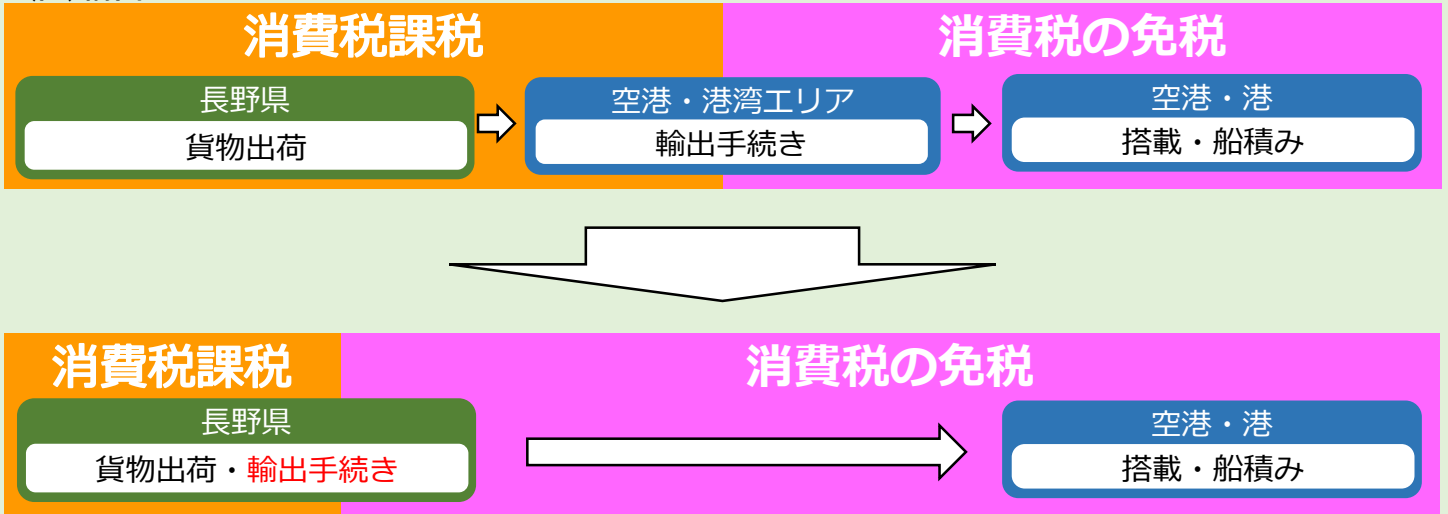 消費税課税
消費税の免税
長野県
貨物出荷
空港・港湾エリア
輸出手続き
空港・港
搭載・船積み
消費税課税
消費税の免税
長野県
貨物出荷・輸出手続き
空港・港
搭載・船積み